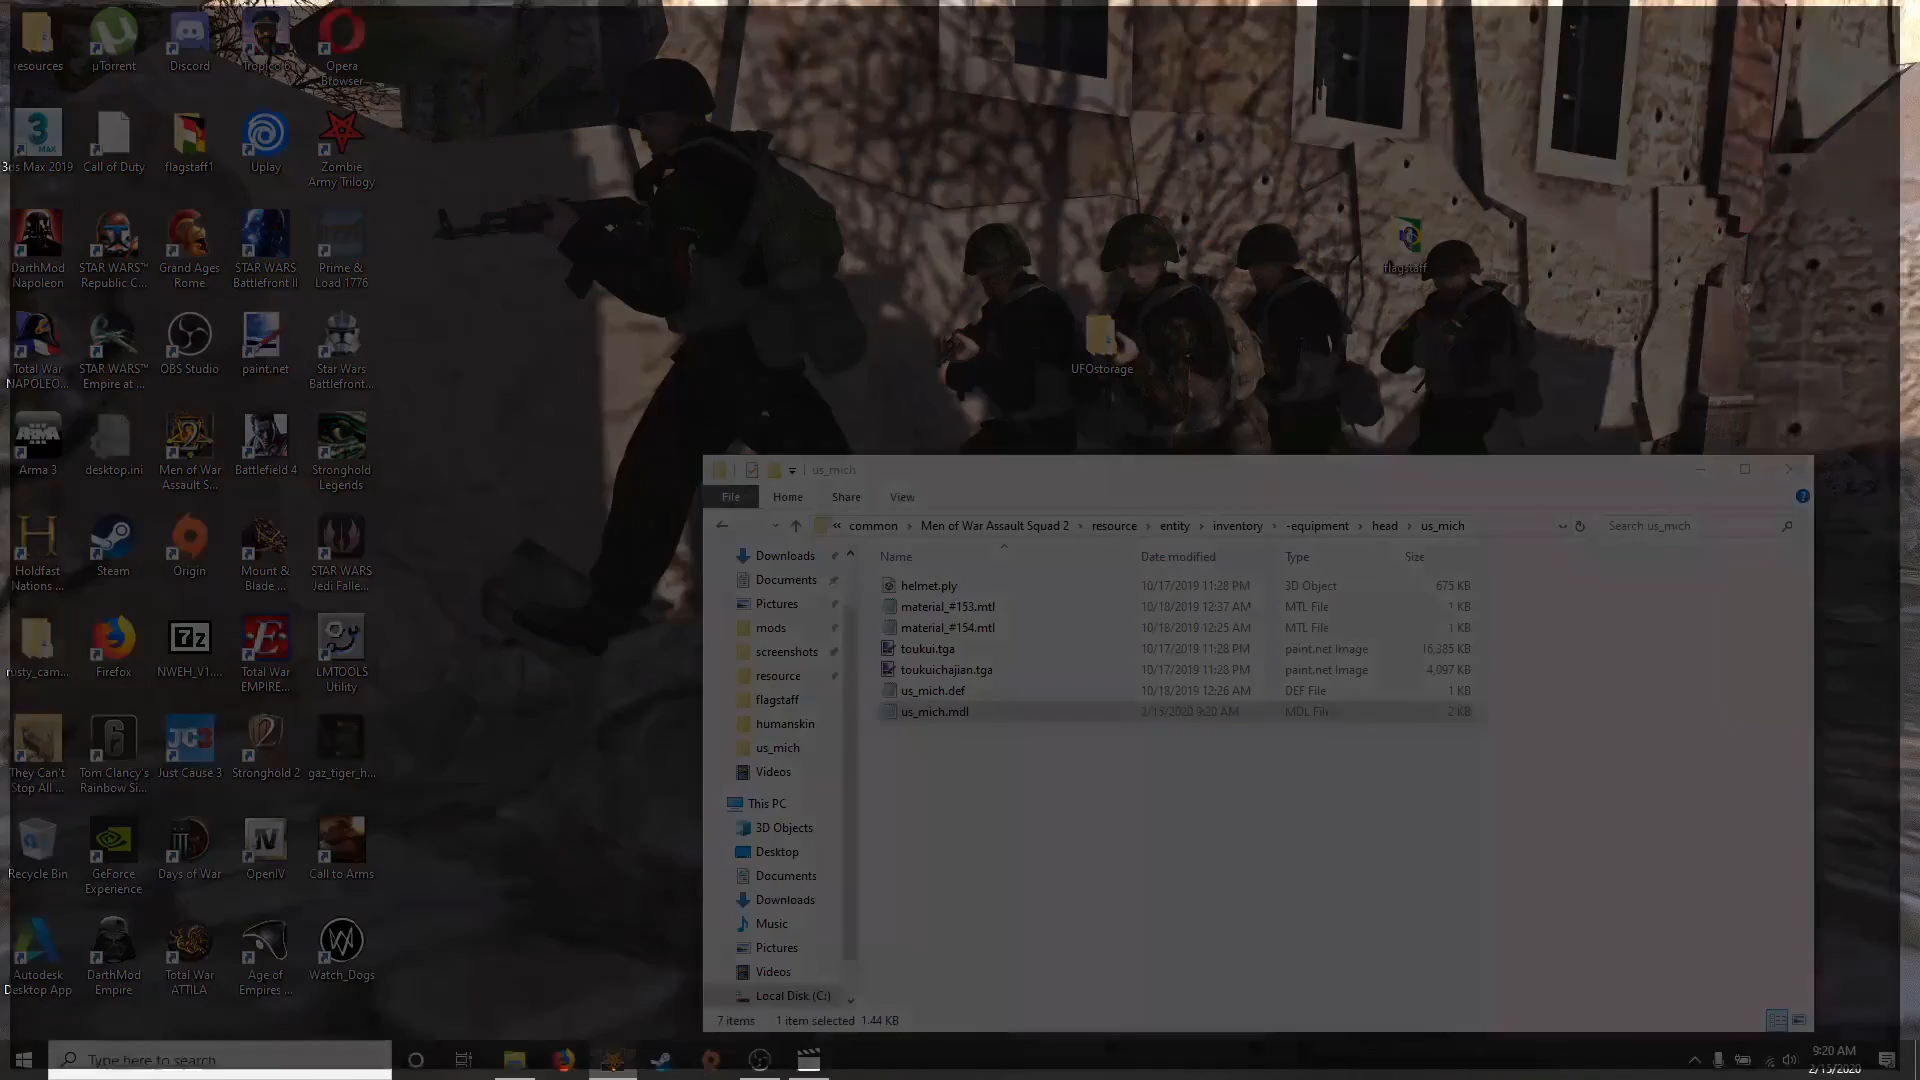 resources
µTorrent
Discord
Tropico 6
Opera
Browser
3ds Max 2019
Call of Duty
flagstaff1
Uplay
Zombie
Army Trilogy
DarthMod
Napoleon
STAR WARS™
Republic C...
Grand Ages
Rome
STAR WARS
Battlefront II
Prime &
Load 1776
flagstaff
Total War
NAPOLEO...
STAR WARS™
Empire at ...
OBS Studio
paint.net
Star Wars
Battlefront...
UFOstorage
Arma 3
desktop.ini
Men of War
Assault S...
Battlefield 4
Stronghold
Legends
Holdfast
Nations ...
Steam
Origin
Mount &
Blade ...
STAR WARS
Jedi Falle...
rusty_cam...
Firefox
NWEH_V1....
Total War
EMPIRE...
LMTOOLS
Utility
They Can't
Stop All ...
Tom Clancy's
Rainbow Si...
Just Cause 3
Stronghold 2
gaz_tiger_h...
Recycle Bin
GeForce
Experience
Days of War
OpenIV
Call to Arms
Autodesk
Desktop App
DarthMod
Empire
Total War
ATTILA
Age of
Empires ...
Watch_Dogs
us_mich
File Home Share View
« common > Men of War Assault Squad 2 > resource > entity > inventory > -equipment > head > us_mich
Search us_mich
Downloads
Documents
Pictures
mods
screenshots
resource
flagstaff
humanskin
us_mich
Videos
This PC
3D Objects
Desktop
Documents
Downloads
Music
Pictures
Videos
Local Disk (C:)
Name Date modified Type Size
helmet.ply 10/17/2019 11:28 PM 3D Object 675 KB
material_#153.mtl 10/18/2019 12:37 AM MTL File 1 KB
material_#154.mtl 10/18/2019 12:25 AM MTL File 1 KB
toukui.tga 10/17/2019 11:28 PM paint.net Image 16,385 KB
toukuichajian.tga 10/17/2019 11:28 PM paint.net Image 4,097 KB
us_mich.def 10/18/2019 12:26 AM DEF File 1 KB
us_mich.mdl 2/15/2020 9:20 AM MDL File 2 KB
7 items 1 item selected 1.44 KB
Type here to search
9:20 AM
2/15/2020